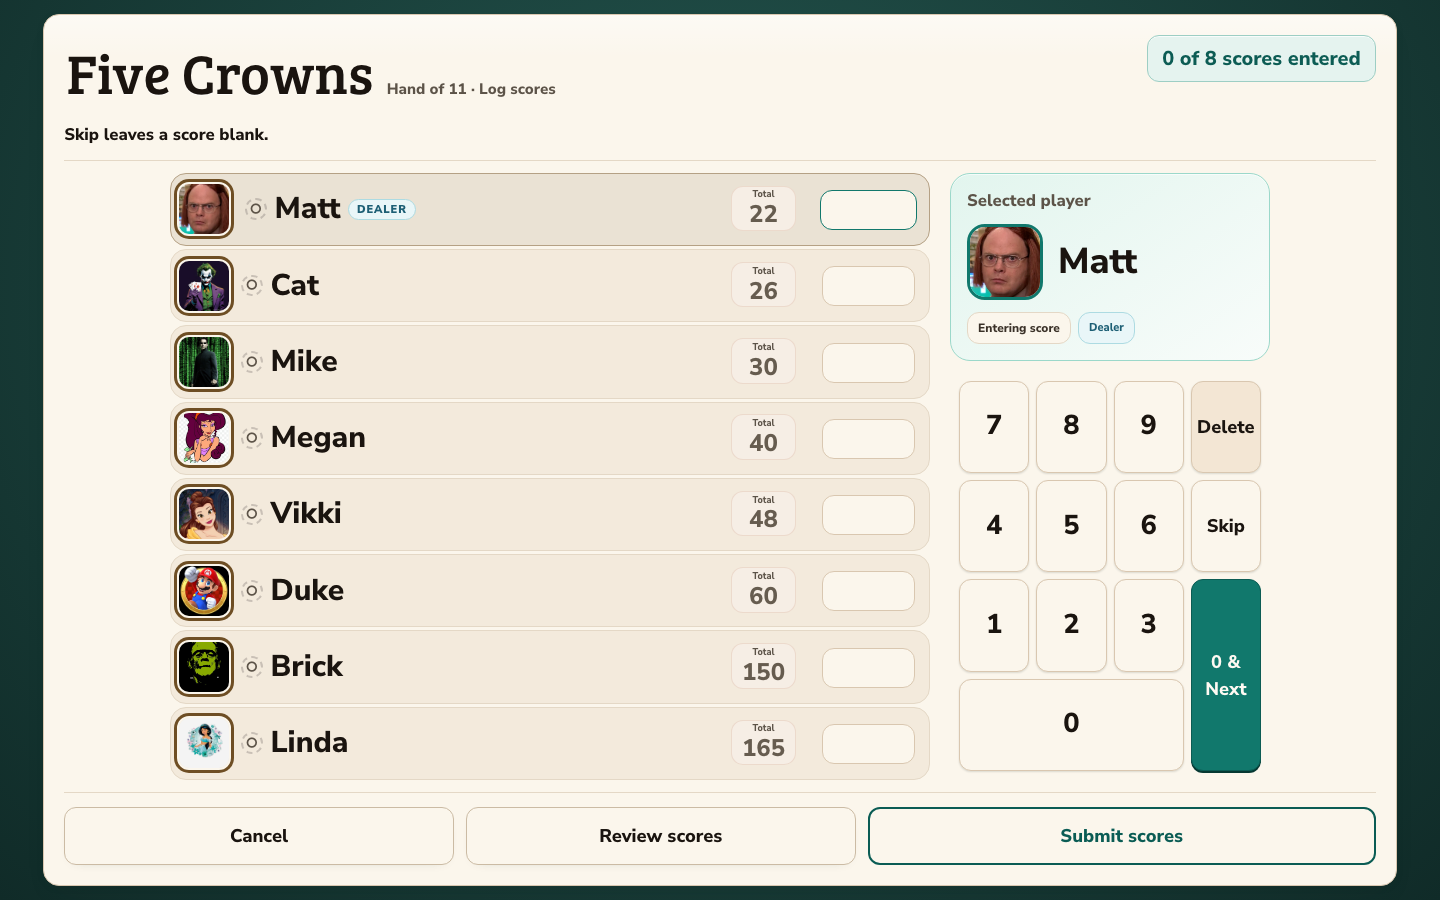 Five Crowns Hand of 11 · Log scores
0 of 8 scores entered
Skip leaves a score blank.
Matt DEALER Total 22
Cat Total 26
Mike Total 30
Megan Total 40
Vikki Total 48
Duke Total 60
Brick Total 150
Linda Total 165
Selected player
Matt
Entering score Dealer
7 8 9 Delete
4 5 6 Skip
1 2 3 0 & Next
0
Cancel Review scores Submit scores